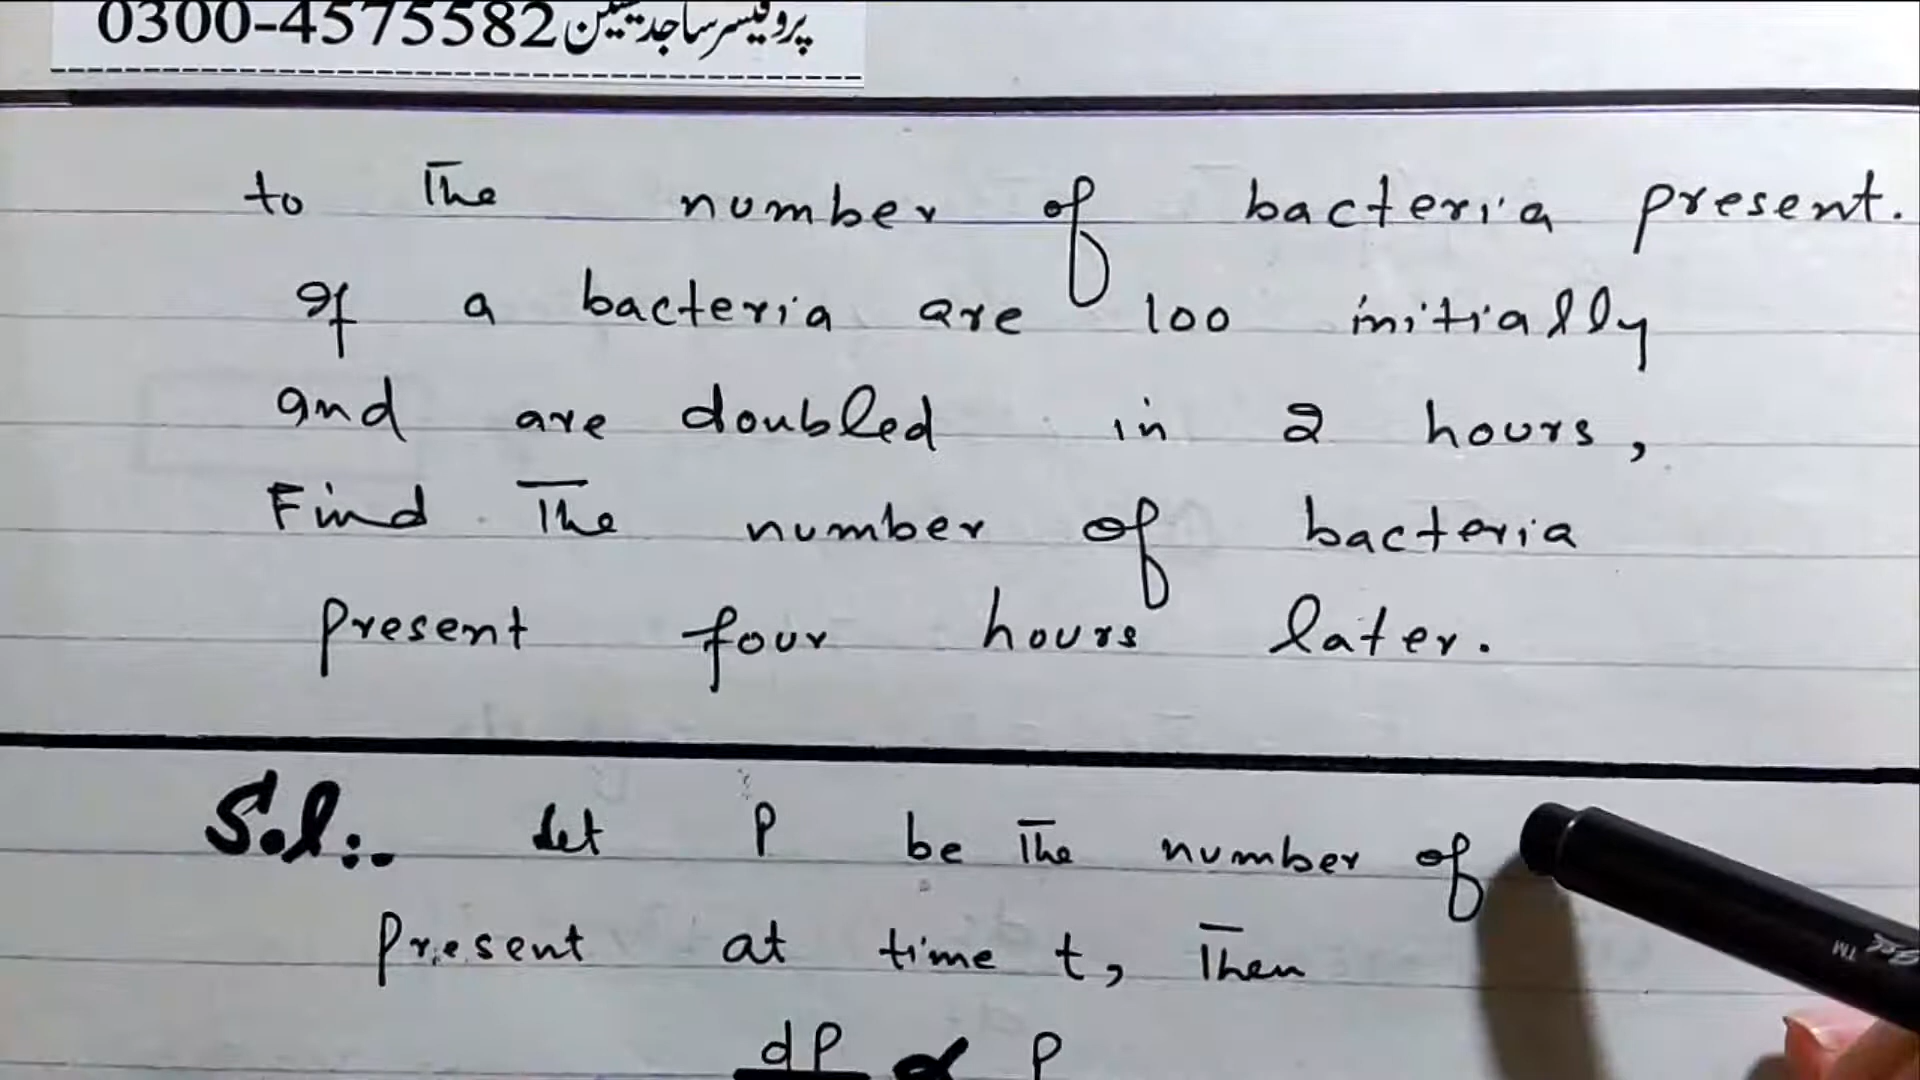 0300-4575582 پروفیسر ساجد یٰسین
to The number of bacteria present.
If a bacteria are 100 initially
and are doubled in 2 hours,
Find The number of bacteria
present four hours later.
Sol:. Let P be The number of
Present at time t, Then
dP ∝ P